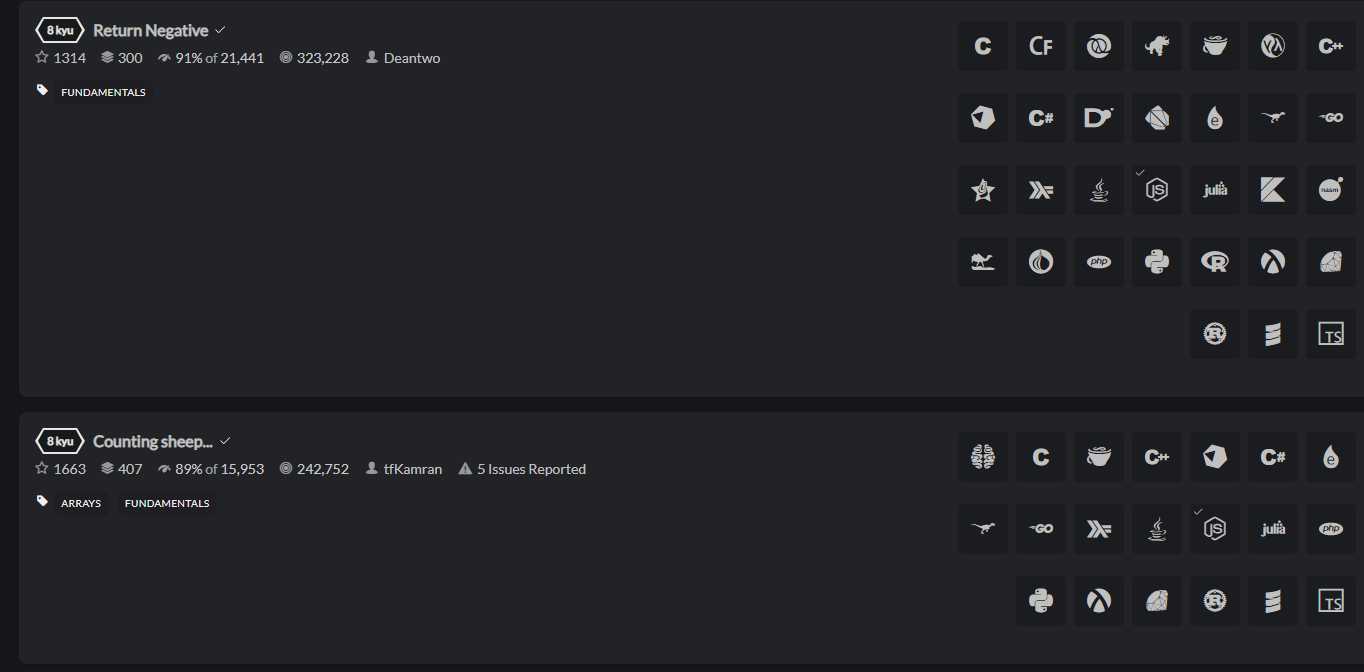 8 kyu Return Negative
1314 300 91% of 21,441 323,228 Deantwo
FUNDAMENTALS
C CF C++
C# D e GO
JS julia nasm
php R
TS
8 kyu Counting sheep...
1663 407 89% of 15,953 242,752 tfKamran 5 Issues Reported
ARRAYS FUNDAMENTALS
C C++ C# e
GO JS julia php
R TS